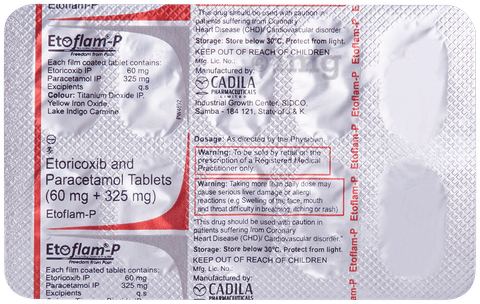 Etoflam-P
Freedom from Pain
Each film coated tablet contains:
Etoricoxib IP 60 mg
Paracetamol IP 325 mg
Excipients q.s
Colour: Titanium Dioxide IP,
Yellow Iron Oxide,
Lake Indigo Carmine
Etoricoxib and
Paracetamol Tablets
(60 mg + 325 mg)
Etoflam-P
Etoflam-P
Freedom from Pain
Each film coated tablet contains:
Etoricoxib IP 60 mg
Paracetamol IP 325 mg
Excipients q.s
"This drug should be used with caution in
patients suffering from Coronary
Heart Disease (CHD)/ Cardiovascular disorder
Storage: Store below 30°C. Protect from light.
KEEP OUT OF REACH OF CHILDREN
Mfg. Lic. No.:
Manufactured by:
CADILA
PHARMACEUTICALS
LIMITED
Industrial Growth Center, SIDCO,
Samba - 184 121, State of J & K.
Dosage: As directed by the Physician.
Warning: To be sold by retail on the
prescription of a Registered Medical
Practitioner only.
Warning: Taking more than daily dose may
cause serious liver damage or allergic
reactions (e.g Swelling of the face, mouth
and throat difficulty in breathing, itching or rash)
"This drug should be used with caution in
patients suffering from Coronary
Heart Disease (CHD)/ Cardiovascular disorder."
Storage: Store below 30°C. Protect from light.
KEEP OUT OF REACH OF CHILDREN
Mfg. Lic. No.:
Manufactured by:
CADILA
PHARMACEUTICALS
Etoflam-P Etoflam-P Etoflam-P Etoflam-P